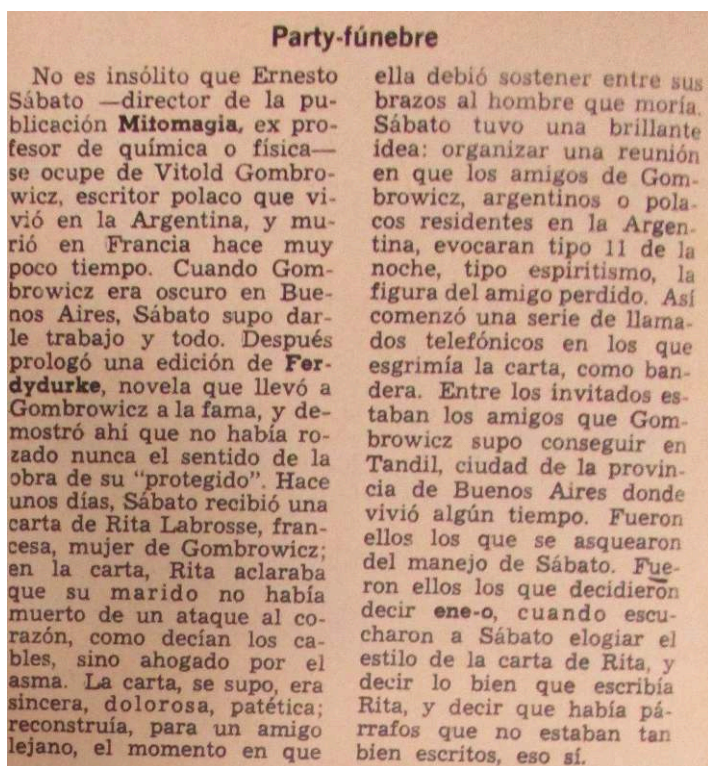 Party-fúnebre
No es insólito que Ernesto
Sábato —director de la pu-
blicación Mitomagia, ex pro-
fesor de química o física—
se ocupe de Vitold Gombro-
wicz, escritor polaco que vi-
vió en la Argentina, y mu-
rió en Francia hace muy
poco tiempo. Cuando Gom-
browicz era oscuro en Bue-
nos Aires, Sábato supo dar-
le trabajo y todo. Después
prologó una edición de Fer-
dydurke, novela que llevó a
Gombrowicz a la fama, y de-
mostró ahí que no había ro-
zado nunca el sentido de la
obra de su “protegido”. Hace
unos días, Sábato recibió una
carta de Rita Labrosse, fran-
cesa, mujer de Gombrowicz;
en la carta, Rita aclaraba
que su marido no había
muerto de un ataque al co-
razón, como decían los ca-
bles, sino ahogado por el
asma. La carta, se supo, era
sincera, dolorosa, patética;
reconstruía, para un amigo
lejano, el momento en que
ella debió sostener entre sus
brazos al hombre que moría.
Sábato tuvo una brillante
idea: organizar una reunión
en que los amigos de Gom-
browicz, argentinos o pola-
cos residentes en la Argen-
tina, evocaran tipo 11 de la
noche, tipo espiritismo, la
figura del amigo perdido. Así
comenzó una serie de llama-
dos telefónicos en los que
esgrimía la carta, como ban-
dera. Entre los invitados es-
taban los amigos que Gom-
browicz supo conseguir en
Tandil, ciudad de la provin-
cia de Buenos Aires donde
vivió algún tiempo. Fueron
ellos los que se asquearon
del manejo de Sábato. Fue-
ron ellos los que decidieron
decir ene-o, cuando escu-
charon a Sábato elogiar el
estilo de la carta de Rita, y
decir lo bien que escribía
Rita, y decir que había pá-
rrafos que no estaban tan
bien escritos, eso sí.